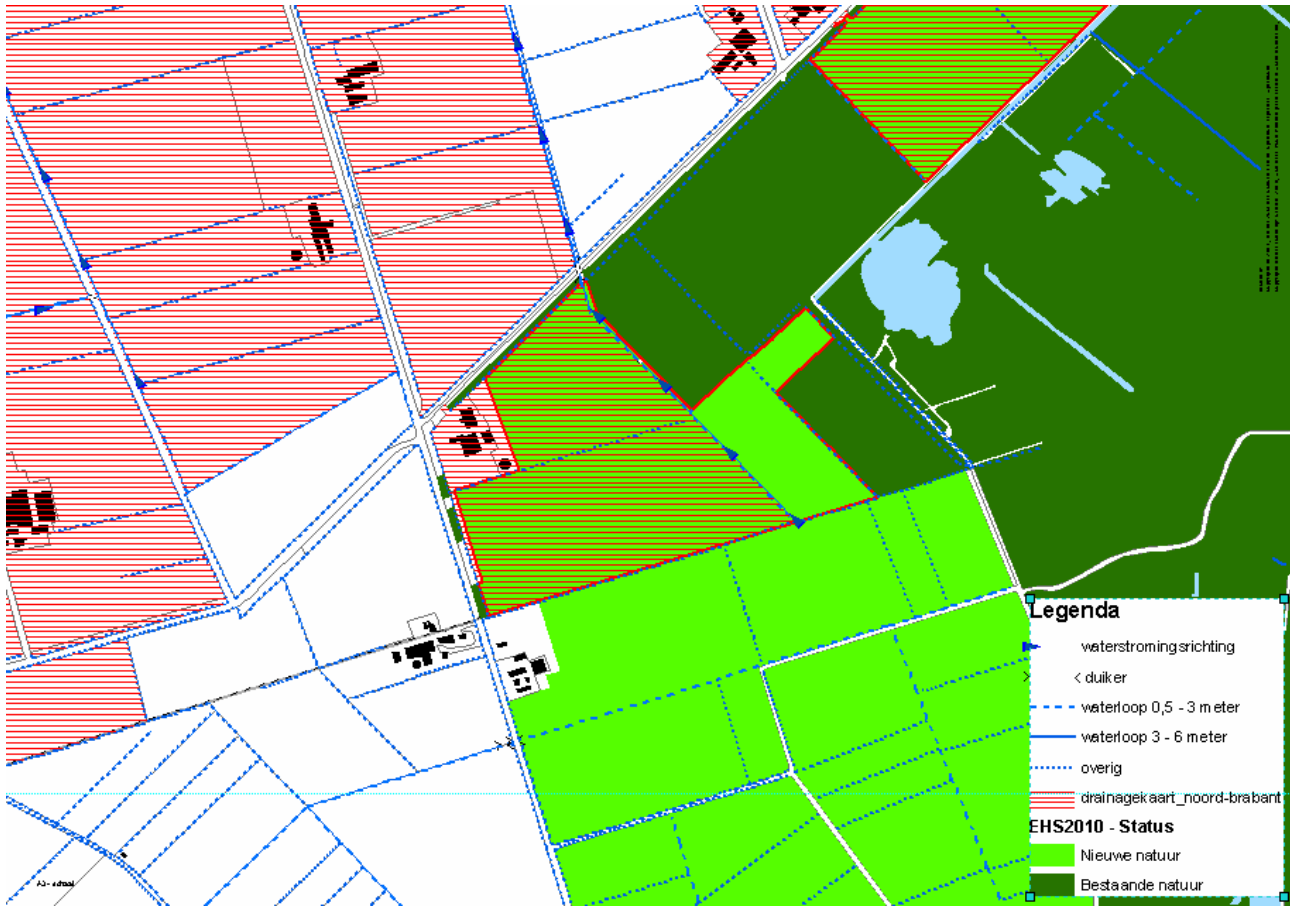 Legenda
waterstromingsrichting
duiker
waterloop 0,5 - 3 meter
waterloop 3 - 6 meter
overig
drainagekaart_noord-brabant
EHS2010 - Status
Nieuwe natuur
Bestaande natuur